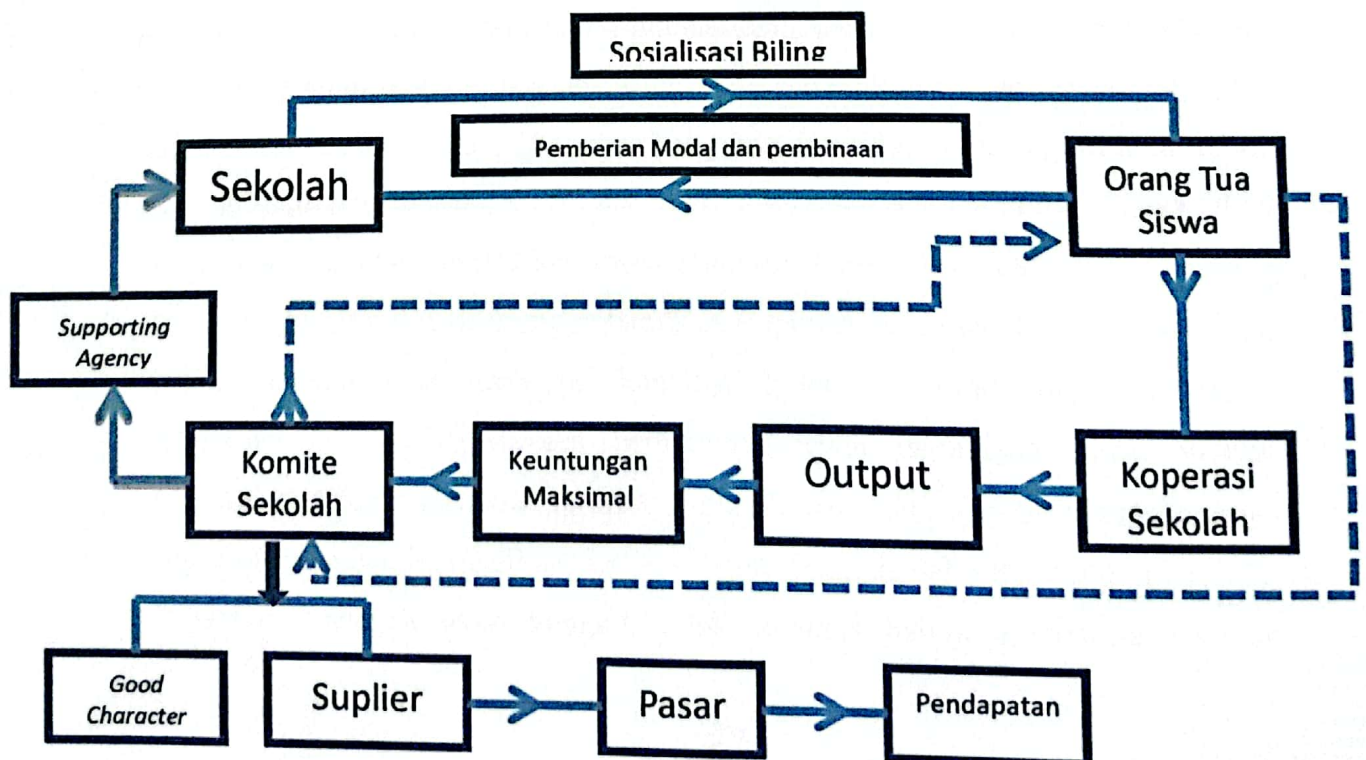 Sosialisasi Biling
Pemberian Modal dan pembinaan
Sekolah
Orang Tua
Siswa
Supporting
Agency
Komite
Sekolah
Keuntungan
Maksimal
Output
Koperasi
Sekolah
Good
Character
Suplier
Pasar
Pendapatan